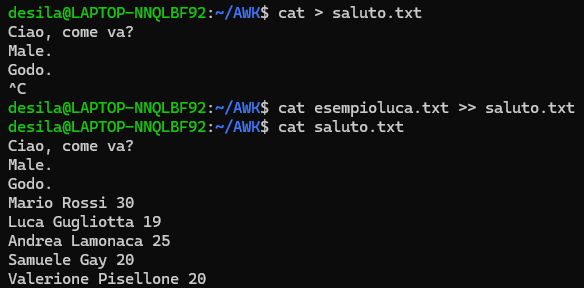 desila@LAPTOP-NNQLBF92:~/AWK$ cat > saluto.txt
Ciao, come va?
Male.
Godo.
^C
desila@LAPTOP-NNQLBF92:~/AWK$ cat esempioluca.txt >> saluto.txt
desila@LAPTOP-NNQLBF92:~/AWK$ cat saluto.txt
Ciao, come va?
Male.
Godo.
Mario Rossi 30
Luca Gugliotta 19
Andrea Lamonaca 25
Samuele Gay 20
Valerione Pisellone 20